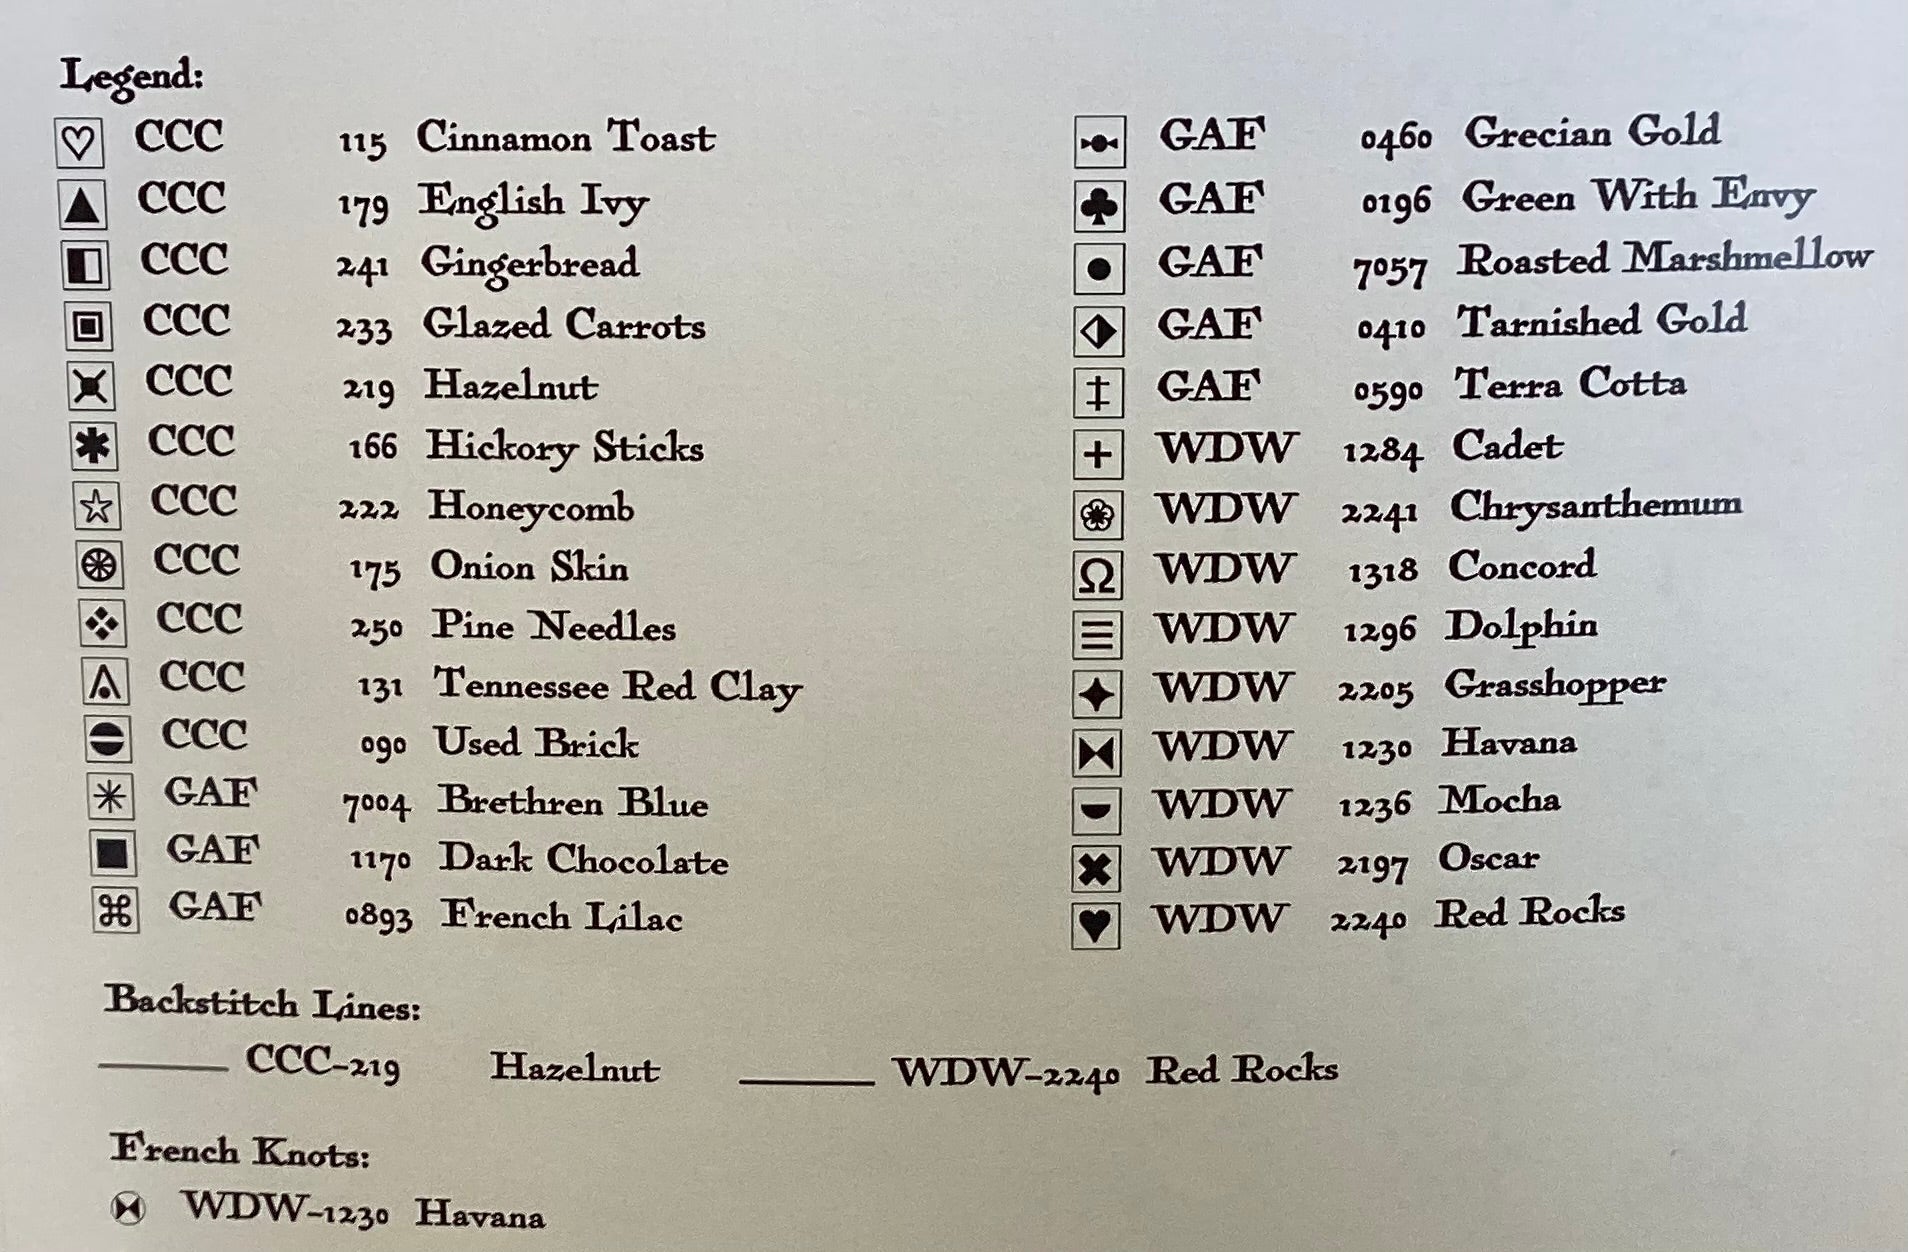 Legend:
CCC 115 Cinnamon Toast
CCC 179 English Ivy
CCC 241 Gingerbread
CCC 233 Glazed Carrots
CCC 219 Hazelnut
CCC 166 Hickory Sticks
CCC 222 Honeycomb
CCC 175 Onion Skin
CCC 250 Pine Needles
CCC 131 Tennessee Red Clay
CCC 090 Used Brick
GAF 7004 Brethren Blue
GAF 1170 Dark Chocolate
GAF 0893 French Lilac
GAF 0460 Grecian Gold
GAF 0196 Green With Envy
GAF 7057 Roasted Marshmellow
GAF 0410 Tarnished Gold
GAF 0590 Terra Cotta
WDW 1284 Cadet
WDW 2241 Chrysanthemum
WDW 1318 Concord
WDW 1296 Dolphin
WDW 2205 Grasshopper
WDW 1230 Havana
WDW 1236 Mocha
WDW 2197 Oscar
WDW 2240 Red Rocks
Backstitch Lines:
CCC-219 Hazelnut WDW-2240 Red Rocks
French Knots:
WDW-1230 Havana